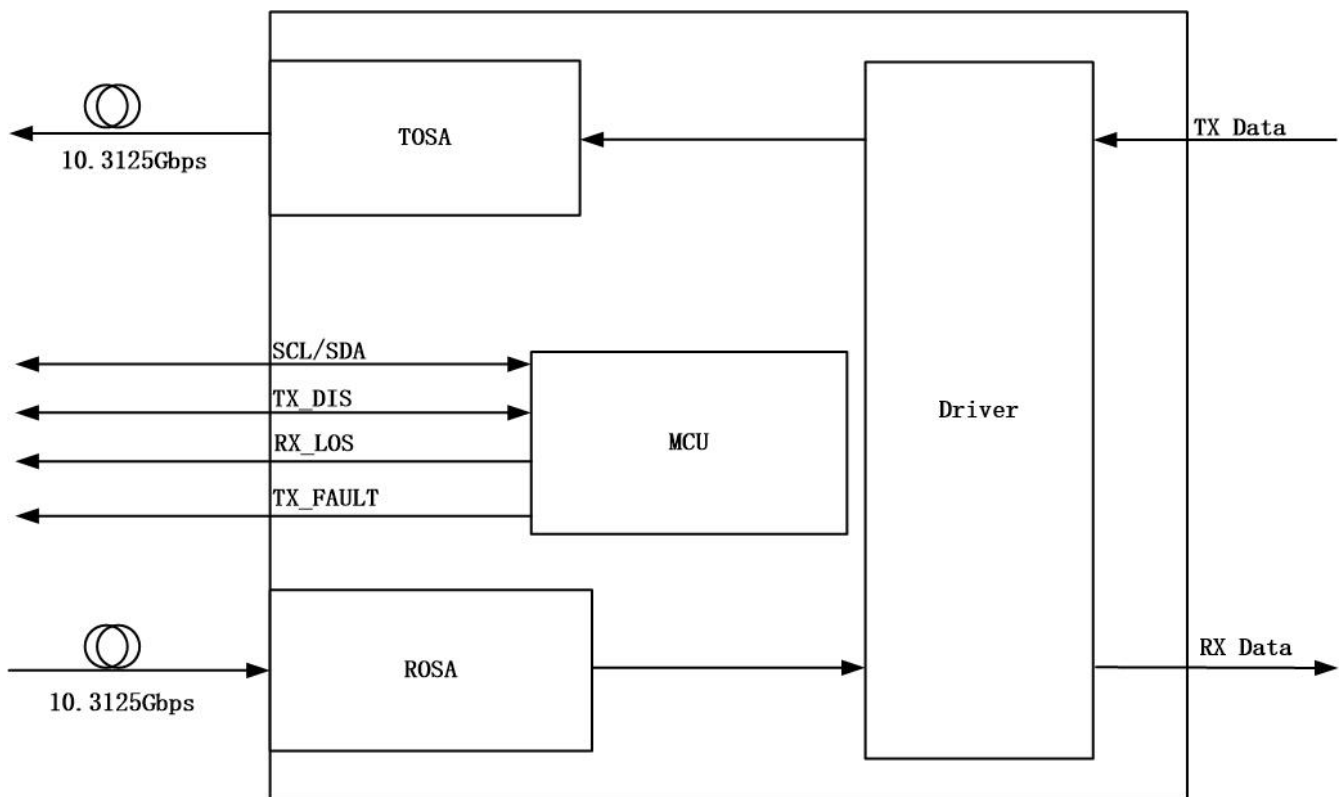 TOSA
TX Data
10.3125Gbps
SCL/SDA
TX_DIS
Driver
MCU
RX_LOS
TX_FAULT
RX Data
ROSA
10.3125Gbps